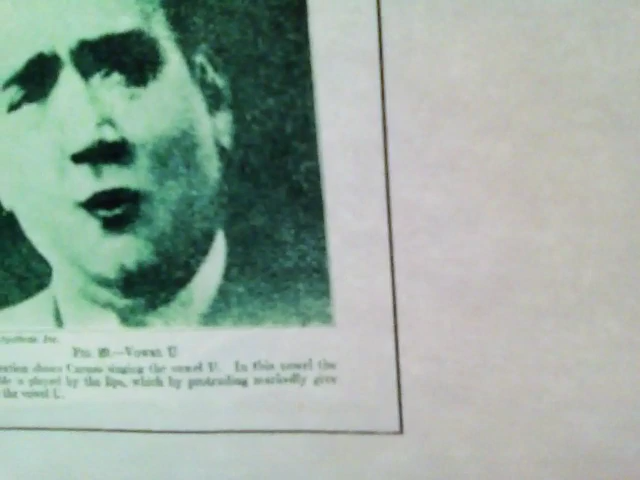 Fig. 20.—Vowel U
shows Caruso singing the vowel U. In this vowel the
is played by the lips, which by protruding markedly give
the vowel U.